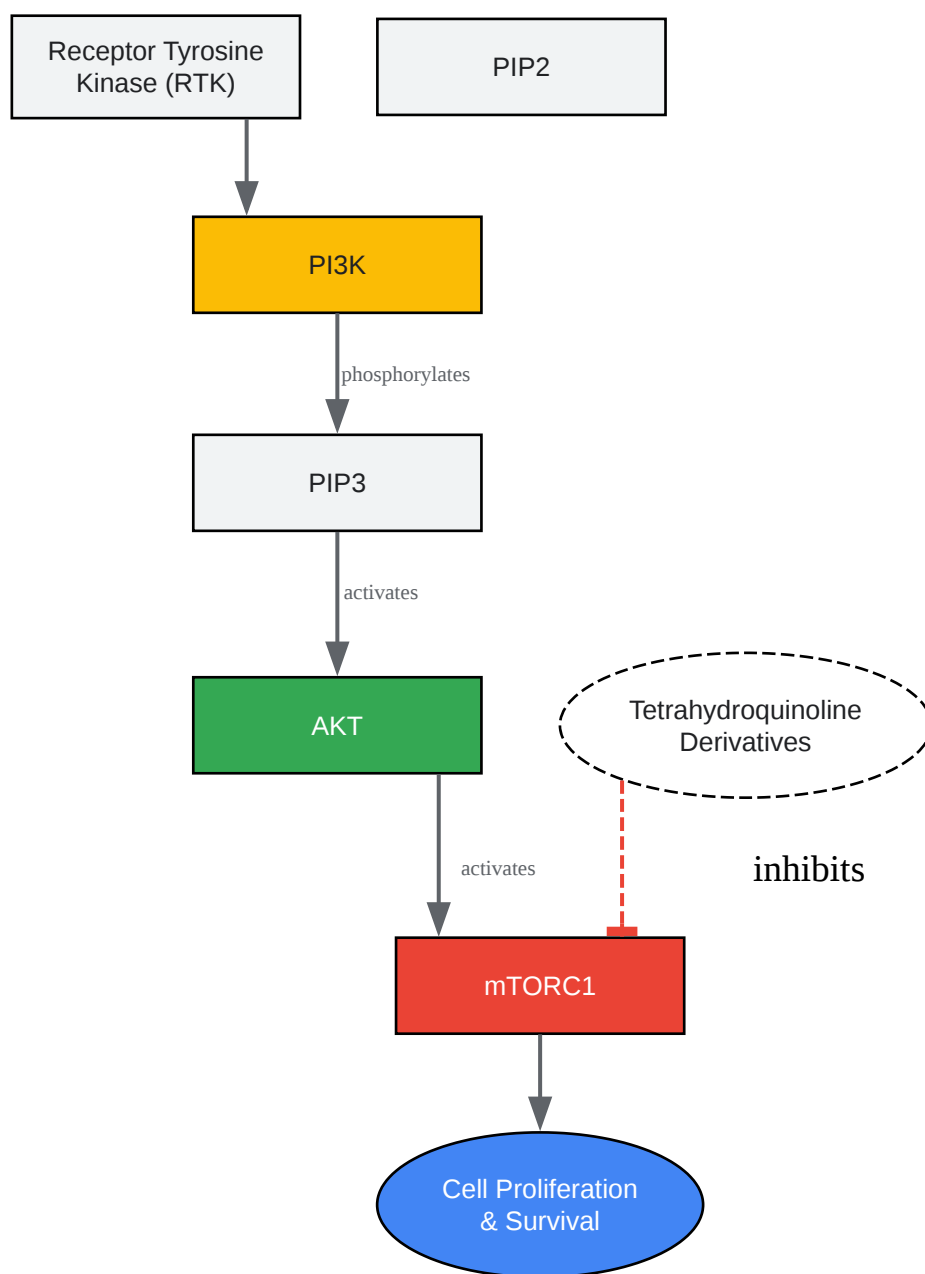 Receptor Tyrosine
Kinase (RTK)
PIP2
PI3K
phosphorylates
PIP3
activates
AKT
Tetrahydroquinoline
Derivatives
activates
inhibits
mTORC1
Cell Proliferation
& Survival